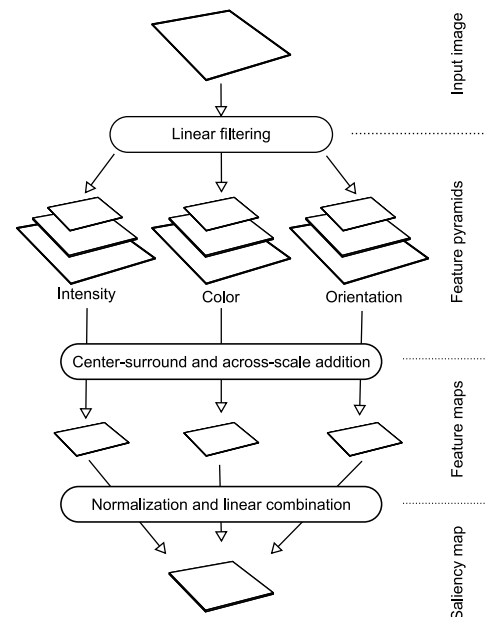 Input image
Linear filtering
Feature pyramids
Intensity
Color
Orientation
Center-surround and across-scale addition
Feature maps
Normalization and linear combination
Saliency map